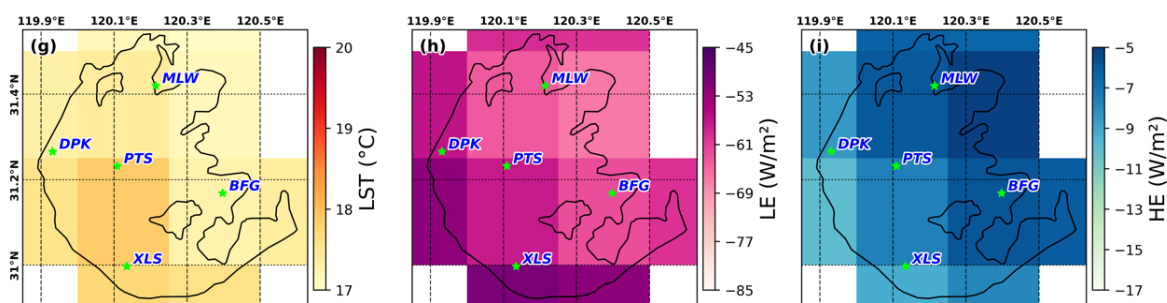 119.9°E 120.1°E 120.3°E 120.5°E
119.9°E 120.1°E 120.3°E 120.5°E
119.9°E 120.1°E 120.3°E 120.5°E
(g)
31.4°N
31.2°N
31°N
MLW
DPK
PTS
BFG
XLS
20
19
18
17
LST (°C)
(h)
MLW
DPK
PTS
BFG
XLS
-45
-53
-61
-69
-77
-85
LE (W/m²)
(i)
MLW
DPK
PTS
BFG
XLS
-5
-7
-9
-11
-13
-15
-17
HE (W/m²)